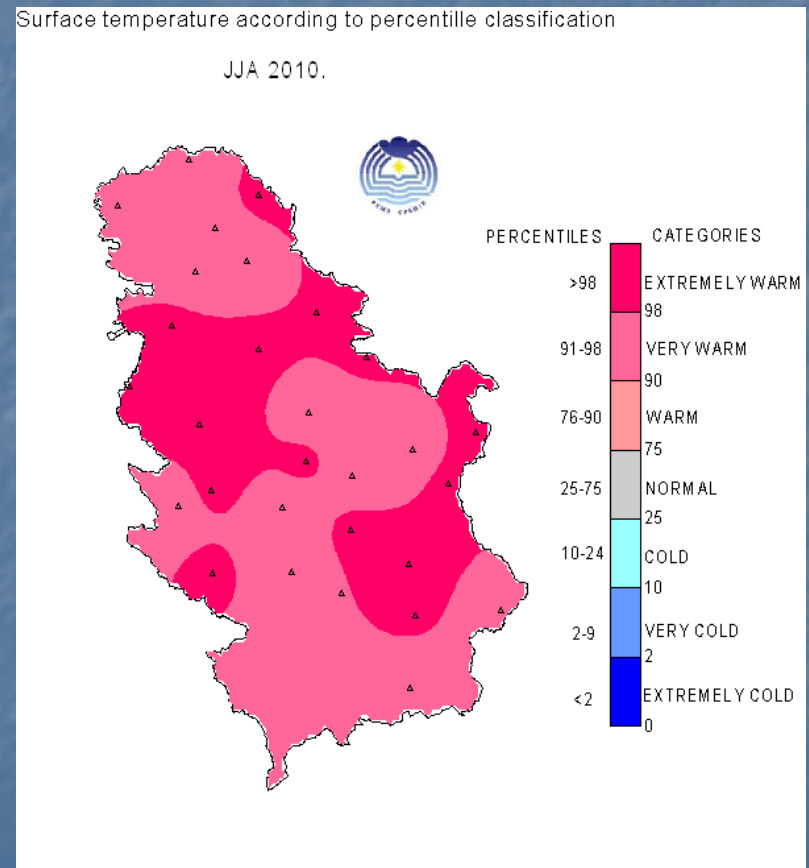 Surface temperature according to percentille classification
JJA 2010.
PERCENTILES CATEGORIES
>98 EXTREMELY WARM
98
91-98 VERY WARM
90
76-90 WARM
75
25-75 NORMAL
25
10-24 COLD
10
2-9 VERY COLD
2
<2 EXTREMELY COLD
0